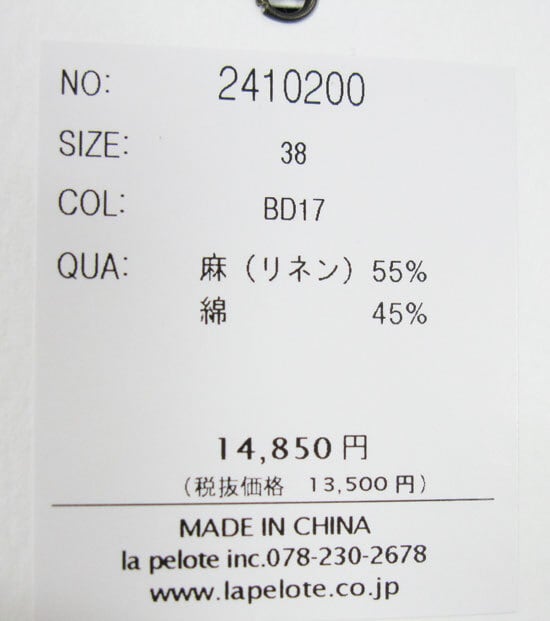 NO: 2410200
SIZE: 38
COL: BD17
QUA: 麻（リネン）55%
綿 45%
14,850円
（税抜価格 13,500円）
MADE IN CHINA
la pelote inc.078-230-2678
www.lapelote.co.jp